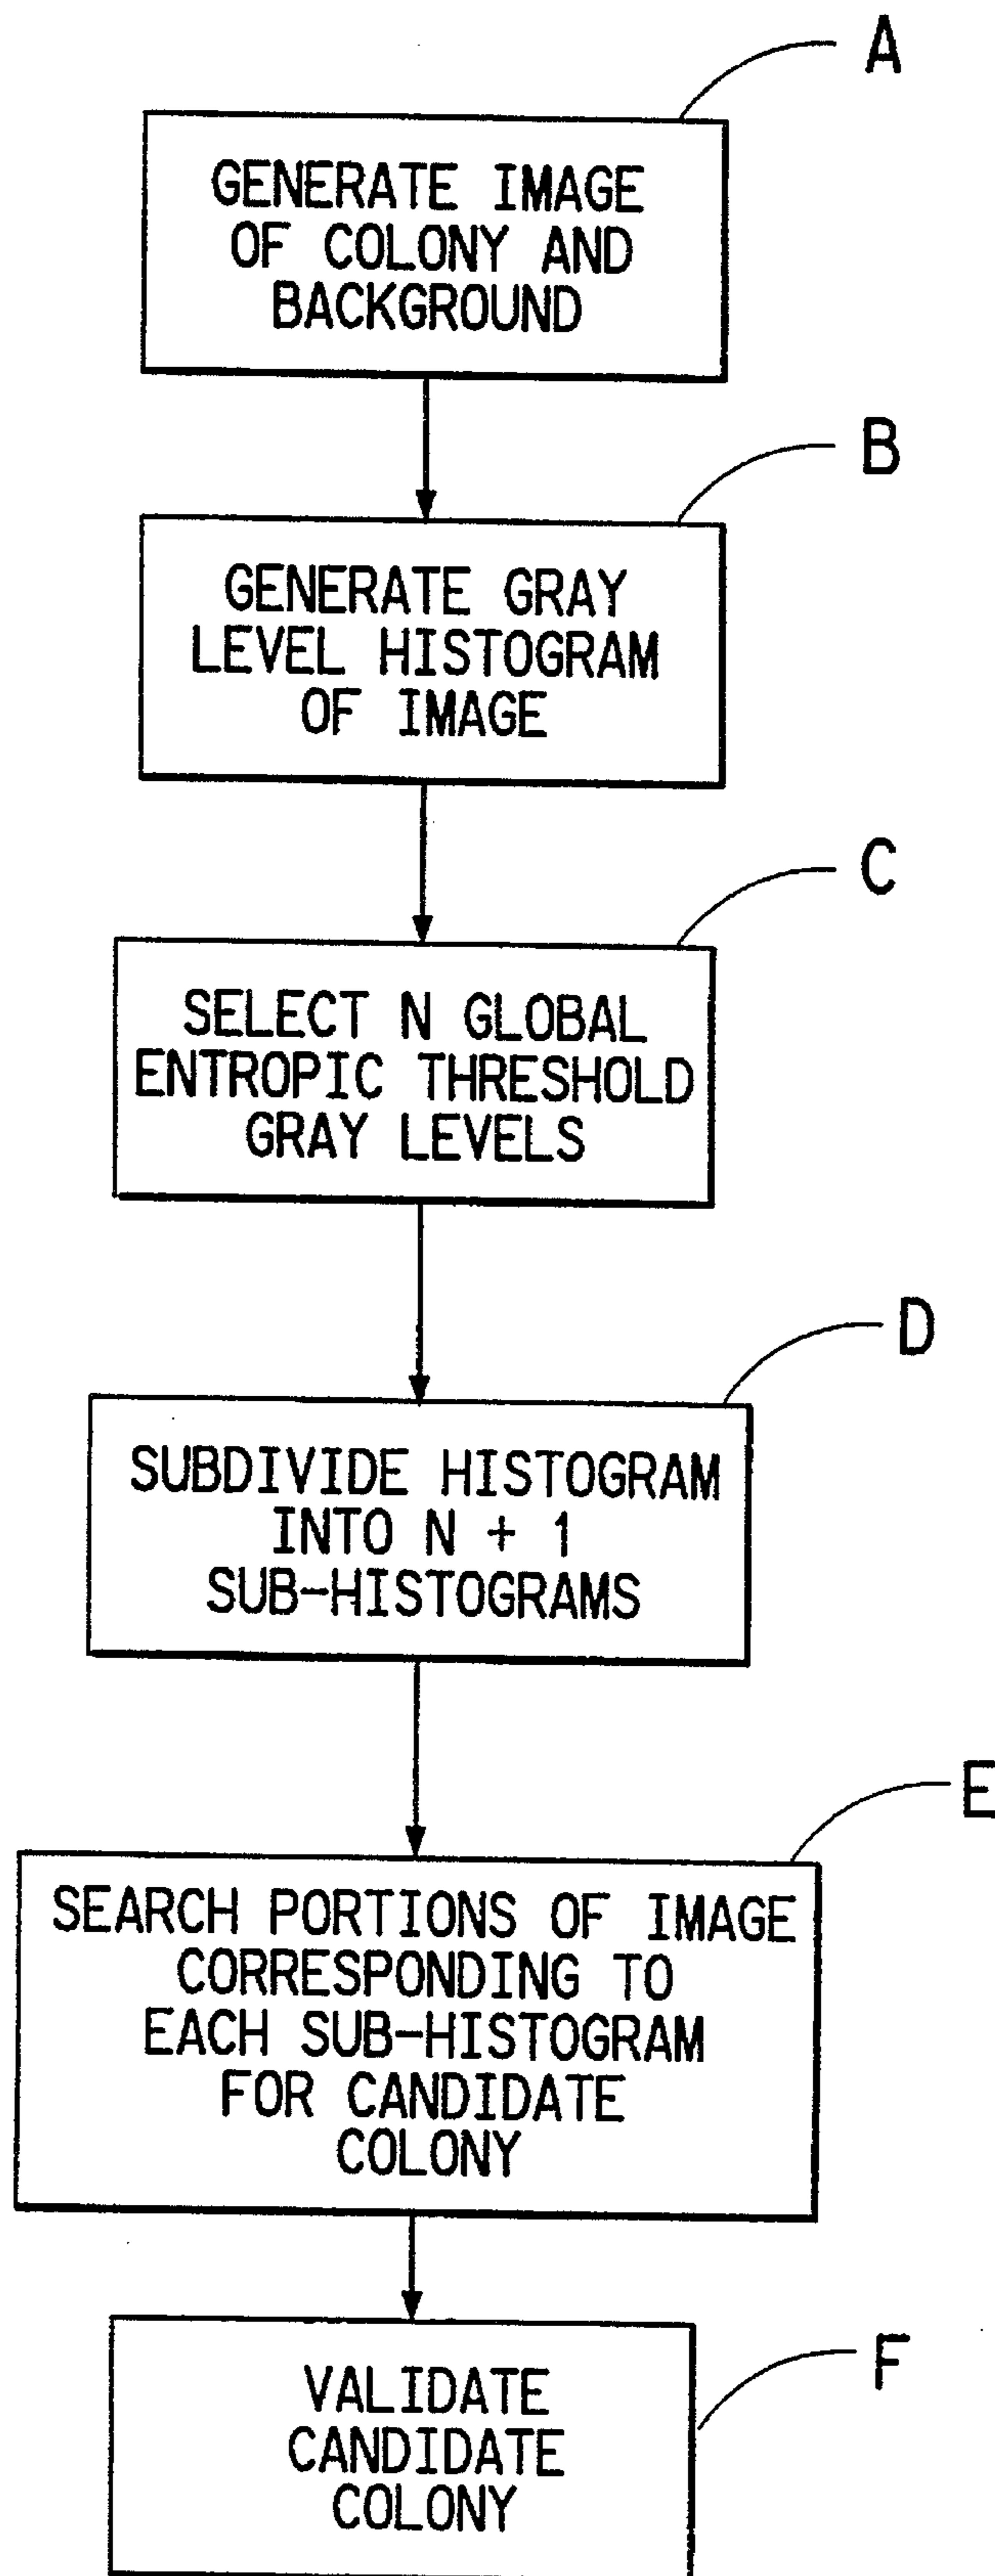 A
GENERATE IMAGE
OF COLONY AND
BACKGROUND
B
GENERATE GRAY
LEVEL HISTOGRAM
OF IMAGE
C
SELECT N GLOBAL
ENTROPIC THRESHOLD
GRAY LEVELS
D
SUBDIVIDE HISTOGRAM
INTO N + 1
SUB-HISTOGRAMS
E
SEARCH PORTIONS OF IMAGE
CORRESPONDING TO
EACH SUB-HISTOGRAM
FOR CANDIDATE
COLONY
F
VALIDATE
CANDIDATE
COLONY